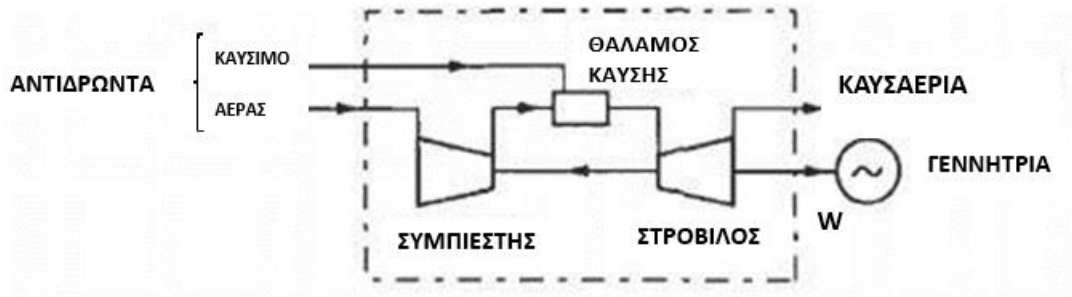 ΑΝΤΙΔΡΩΝΤΑ
ΚΑΥΣΙΜΟ
ΑΕΡΑΣ
ΘΑΛΑΜΟΣ
ΚΑΥΣΗΣ
ΚΑΥΣΑΕΡΙΑ
ΓΕΝΝΗΤΡΙΑ
W
ΣΥΜΠΙΕΣΤΗΣ
ΣΤΡΟΒΙΛΟΣ